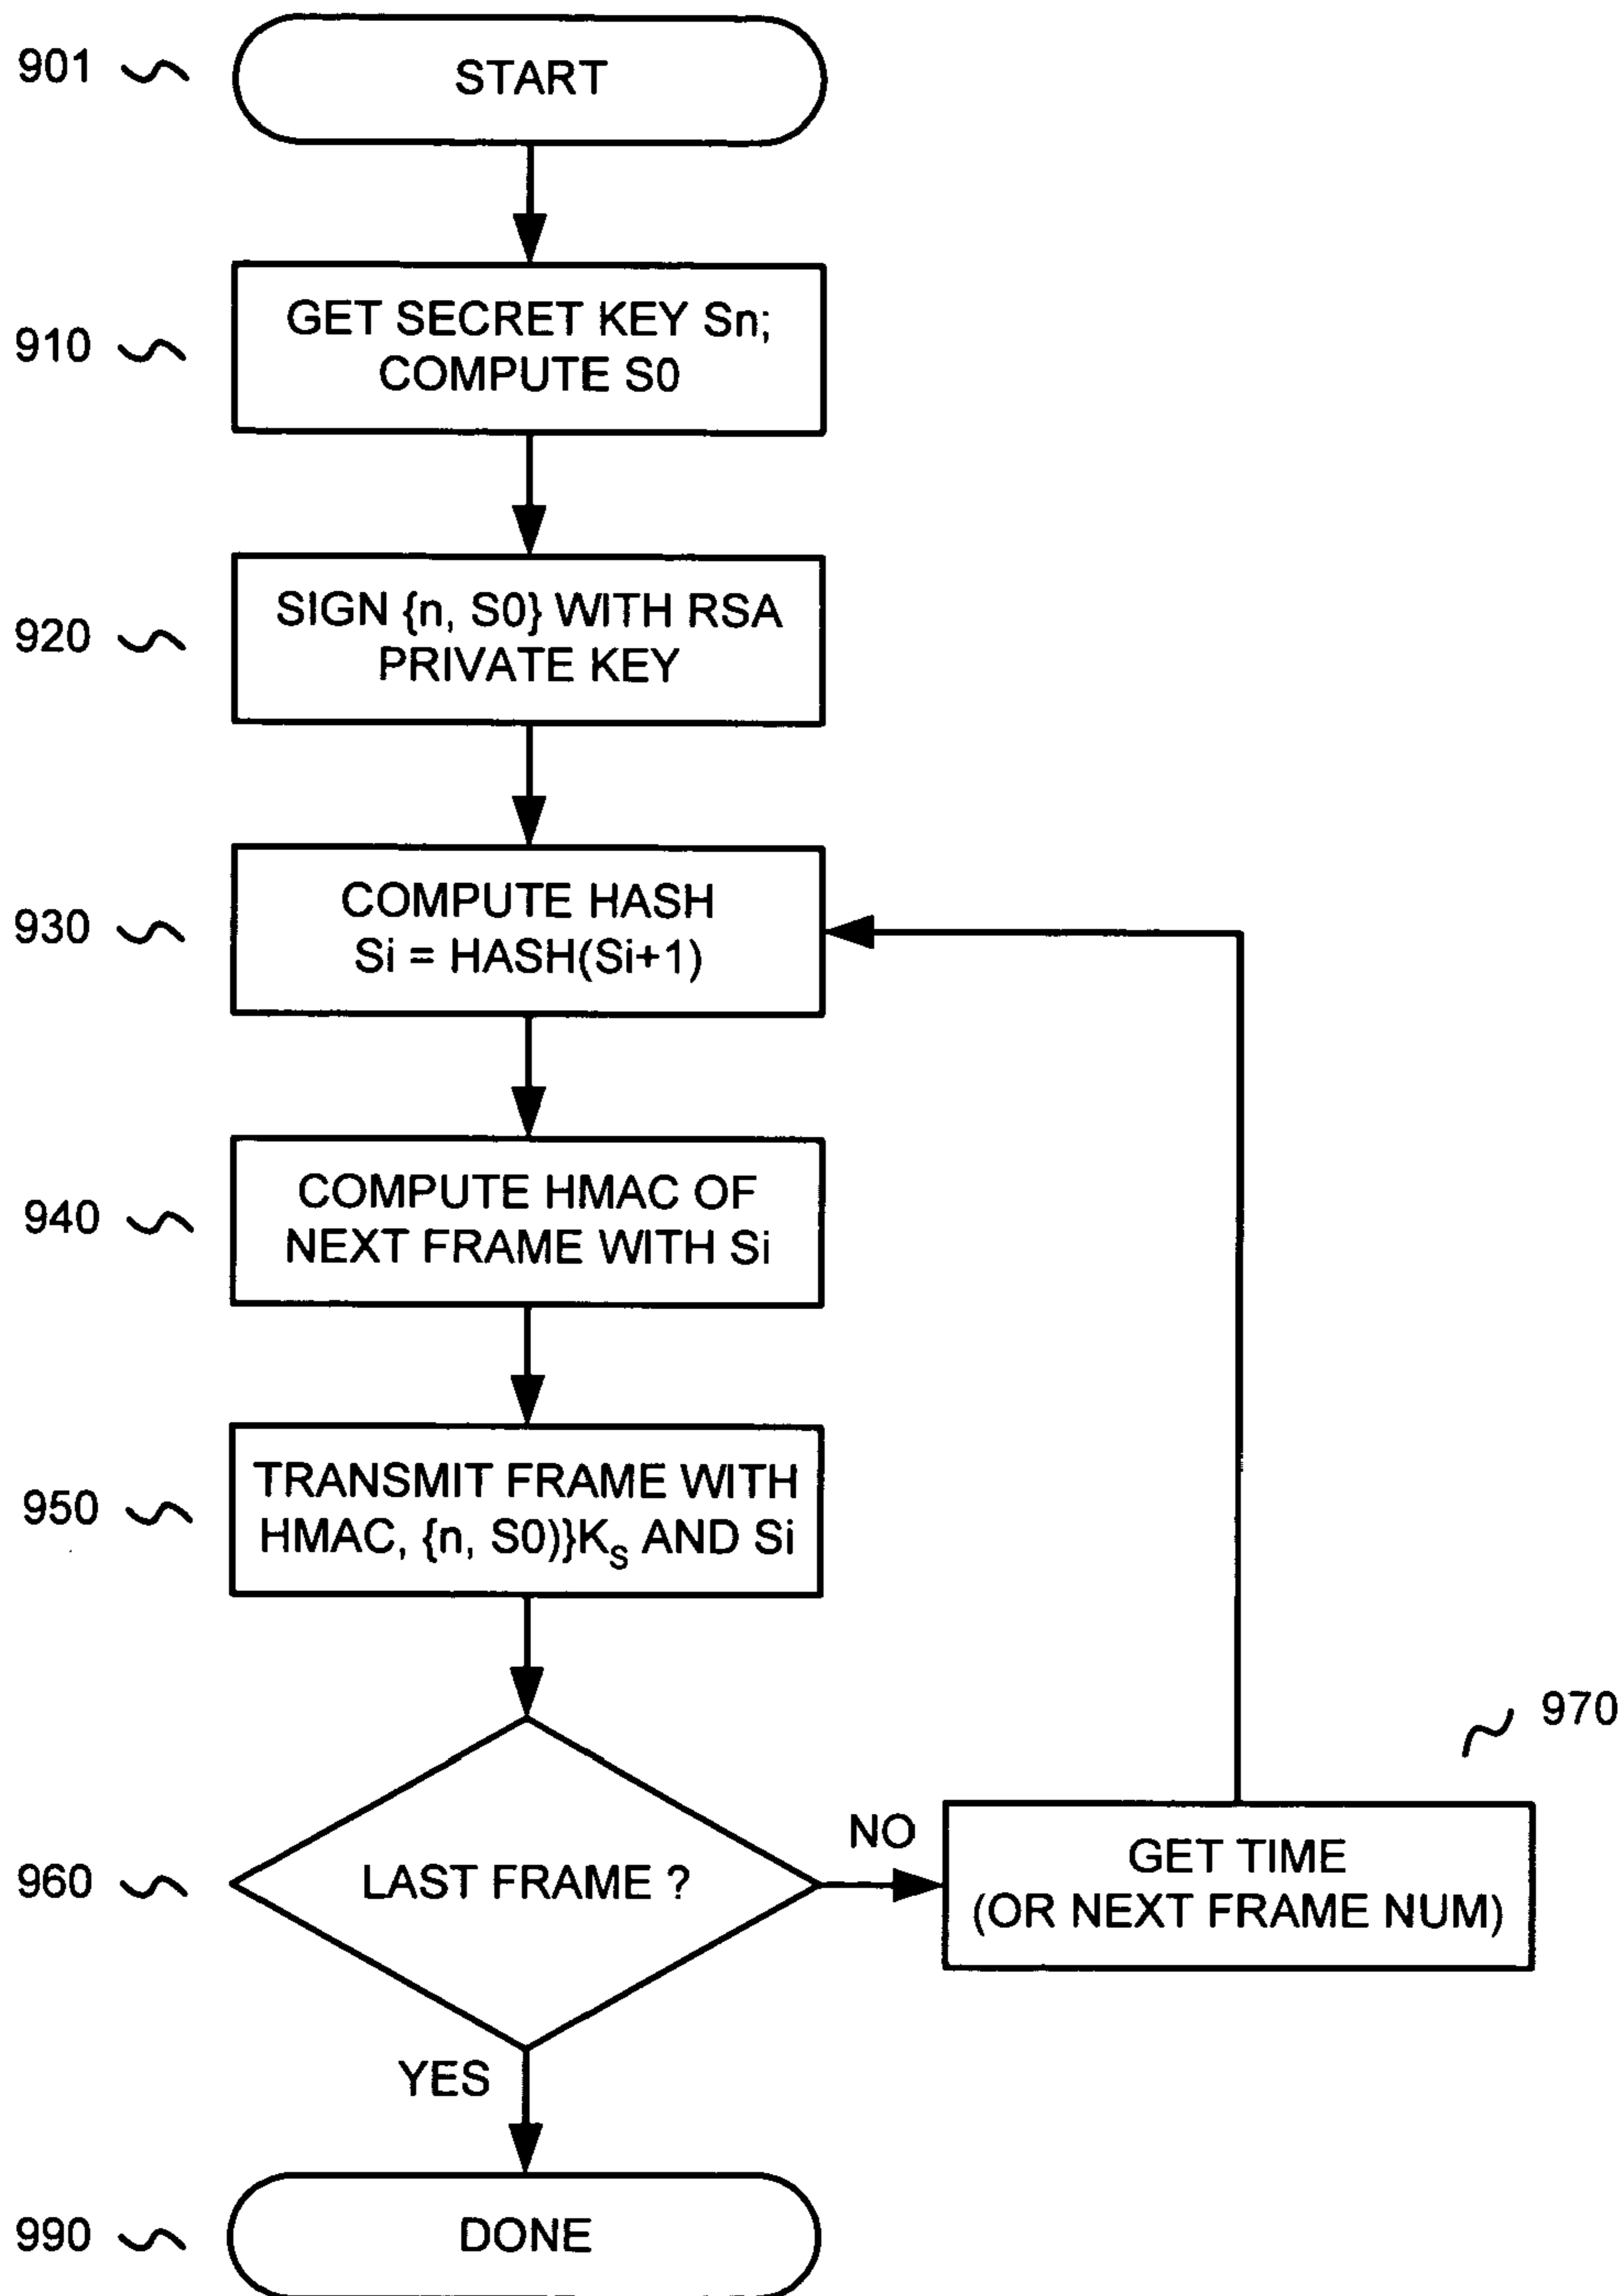 901
START
910
GET SECRET KEY Sn;
COMPUTE S0
920
SIGN {n, S0} WITH RSA
PRIVATE KEY
930
COMPUTE HASH
Si = HASH(Si+1)
940
COMPUTE HMAC OF
NEXT FRAME WITH Si
950
TRANSMIT FRAME WITH
HMAC, {n, S0)}KS AND Si
960
LAST FRAME ?
NO
970
GET TIME
(OR NEXT FRAME NUM)
YES
990
DONE